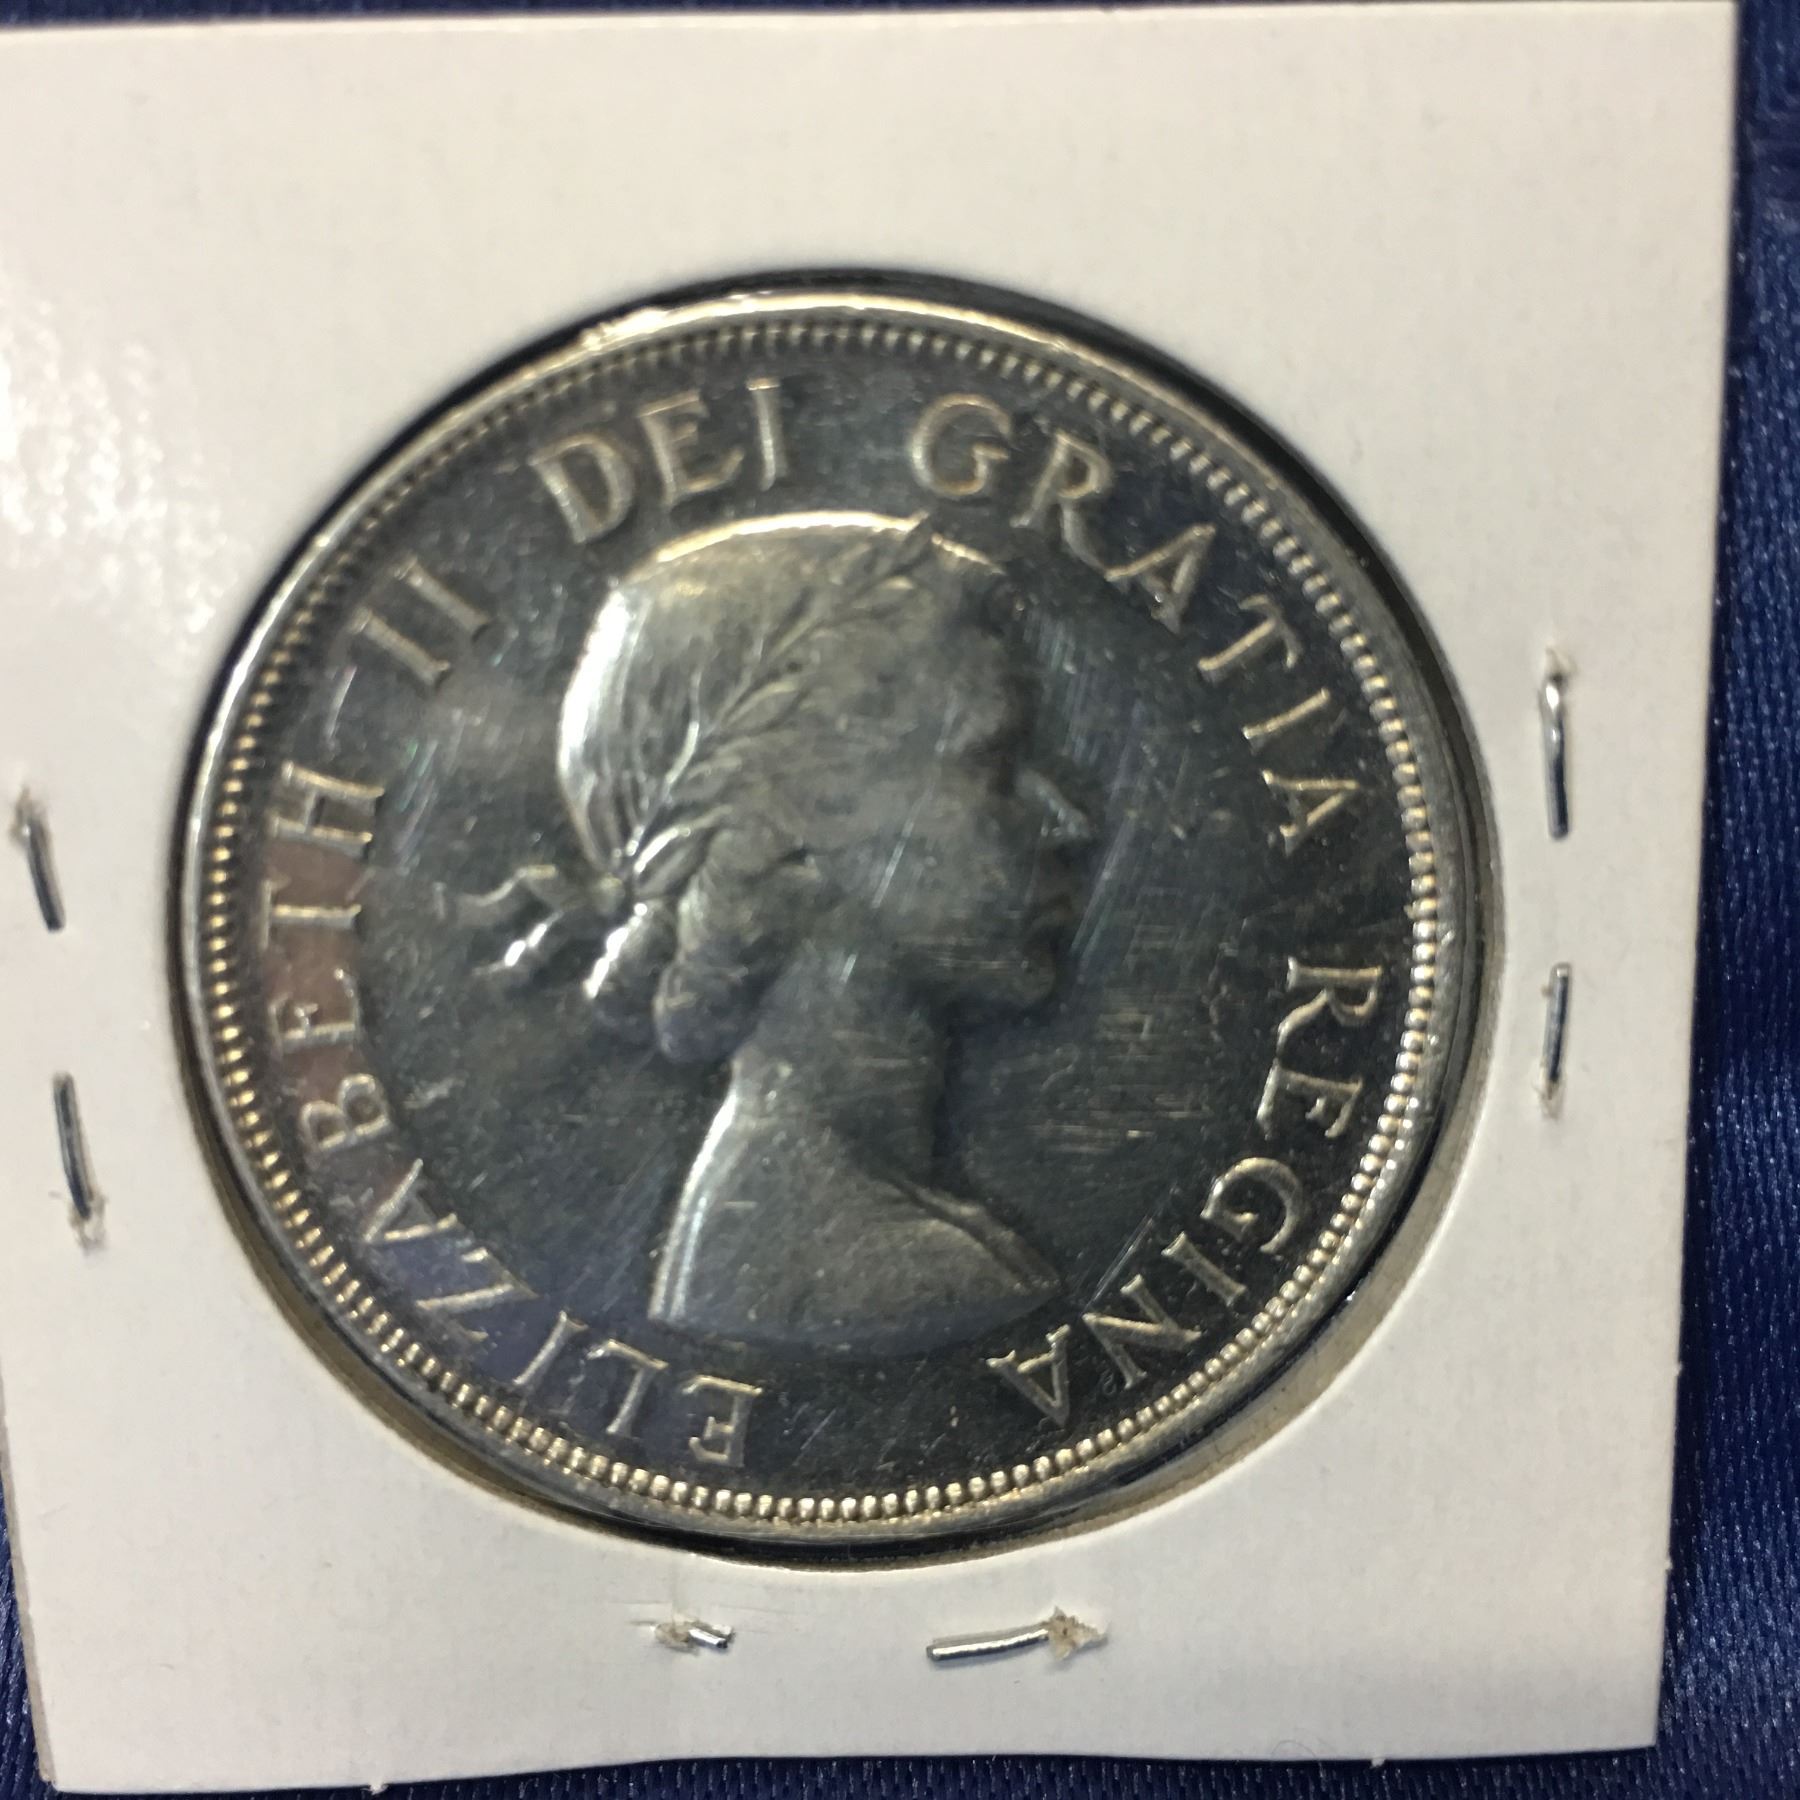 ELIZABETH II DEI GRATIA REGINA